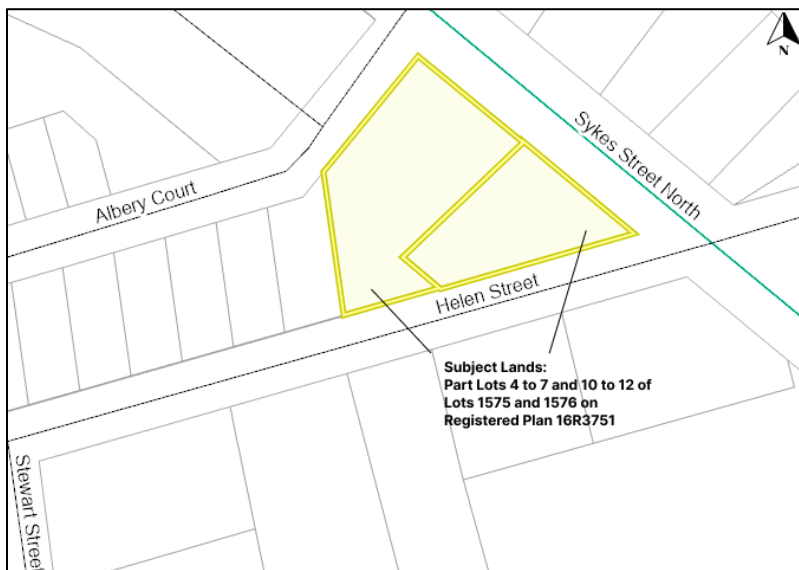 N
Sykes Street North
Albery Court
Helen Street
Subject Lands:
Part Lots 4 to 7 and 10 to 12 of
Lots 1575 and 1576 on
Registered Plan 16R3751
Stewart Street